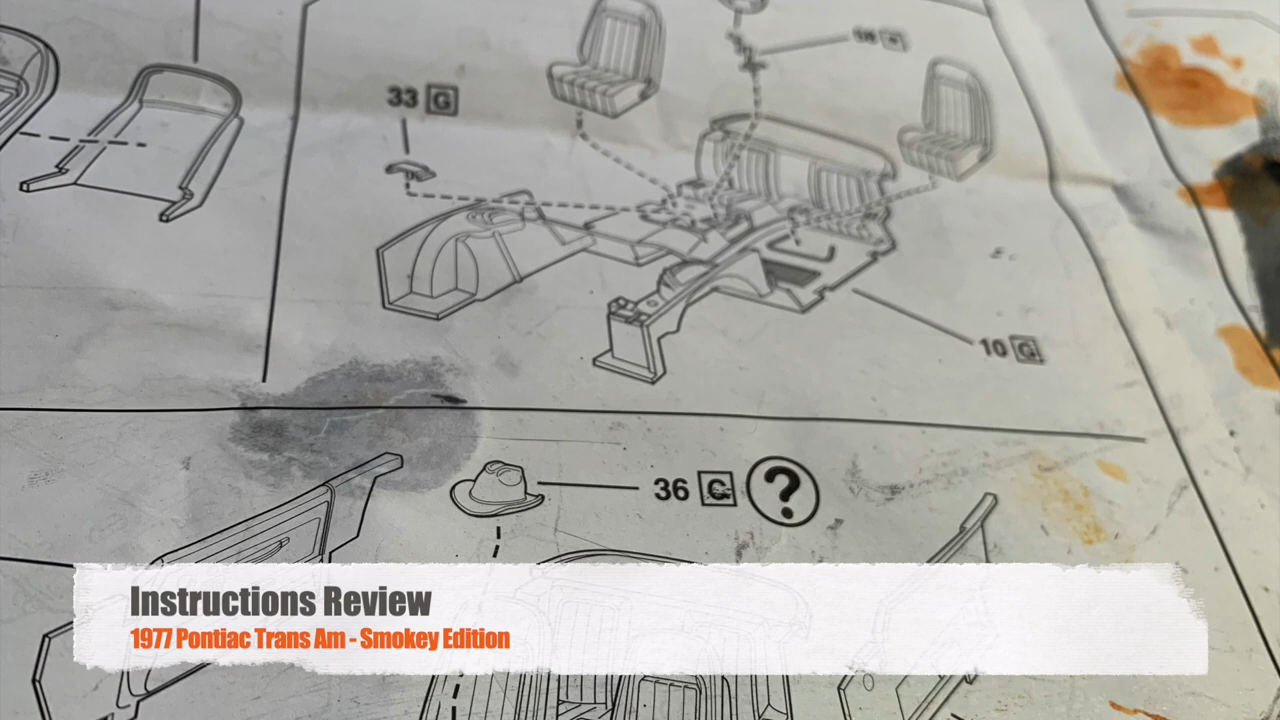 33 G
10 G
36 C ?
Instructions Review
1977 Pontiac Trans Am - Smokey Edition